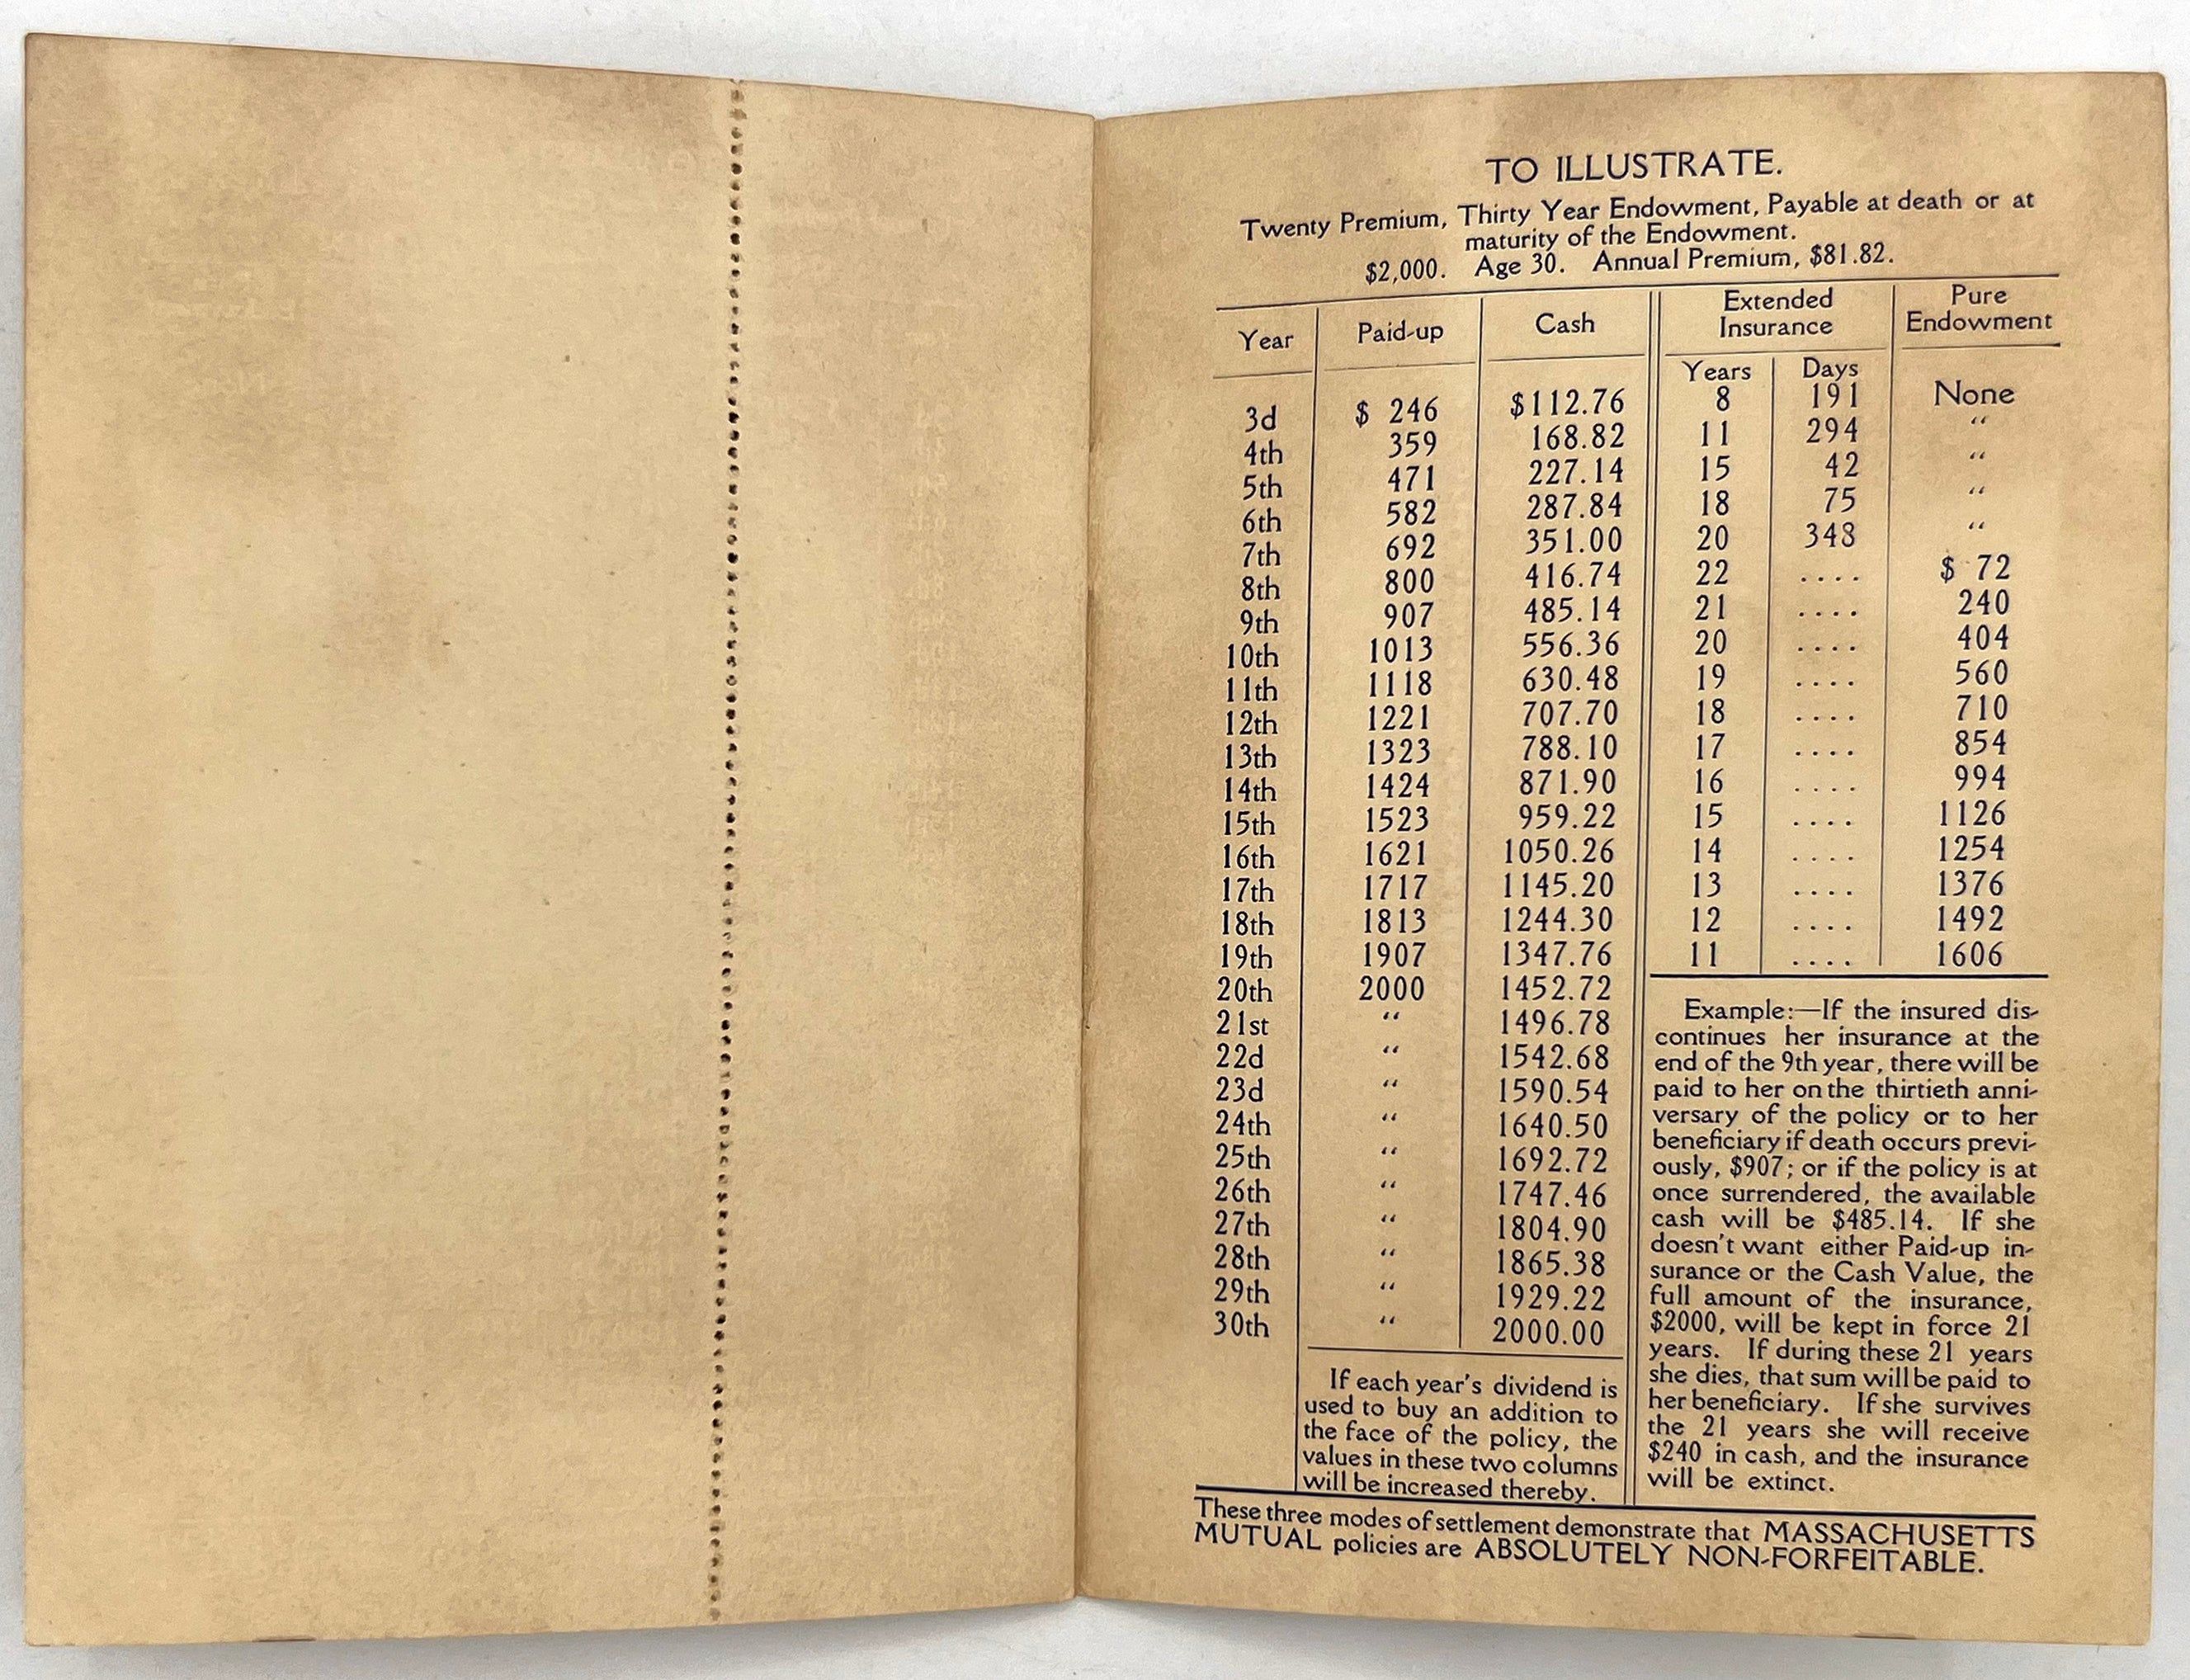 TO ILLUSTRATE.
Twenty Premium, Thirty Year Endowment, Payable at death or at
maturity of the Endowment.
$2,000. Age 30. Annual Premium, $81.82.
Year Paid-up Cash Extended Insurance Pure Endowment
Years Days
3d $ 246 $112.76 8 191 None
4th 359 168.82 11 294 “
5th 471 227.14 15 42 “
6th 582 287.84 18 75 “
7th 692 351.00 20 348 “
8th 800 416.74 22 .... $ 72
9th 907 485.14 21 .... 240
10th 1013 556.36 20 .... 404
11th 1118 630.48 19 .... 560
12th 1221 707.70 18 .... 710
13th 1323 788.10 17 .... 854
14th 1424 871.90 16 .... 994
15th 1523 959.22 15 .... 1126
16th 1621 1050.26 14 .... 1254
17th 1717 1145.20 13 .... 1376
18th 1813 1244.30 12 .... 1492
19th 1907 1347.76 11 .... 1606
20th 2000 1452.72
21st “ 1496.78
22d “ 1542.68
23d “ 1590.54
24th “ 1640.50
25th “ 1692.72
26th “ 1747.46
27th “ 1804.90
28th “ 1865.38
29th “ 1929.22
30th “ 2000.00
If each year's dividend is
used to buy an addition to
the face of the policy, the
values in these two columns
will be increased thereby.
Example:—If the insured dis-
continues her insurance at the
end of the 9th year, there will be
paid to her on the thirtieth anni-
versary of the policy or to her
beneficiary if death occurs previ-
ously, $907; or if the policy is at
once surrendered, the available
cash will be $485.14. If she
doesn't want either Paid-up in-
surance or the Cash Value, the
full amount of the insurance,
$2000, will be kept in force 21
years. If during these 21 years
she dies, that sum will be paid to
her beneficiary. If she survives
the 21 years she will receive
$240 in cash, and the insurance
will be extinct.
These three modes of settlement demonstrate that MASSACHUSETTS
MUTUAL policies are ABSOLUTELY NON-FORFEITABLE.